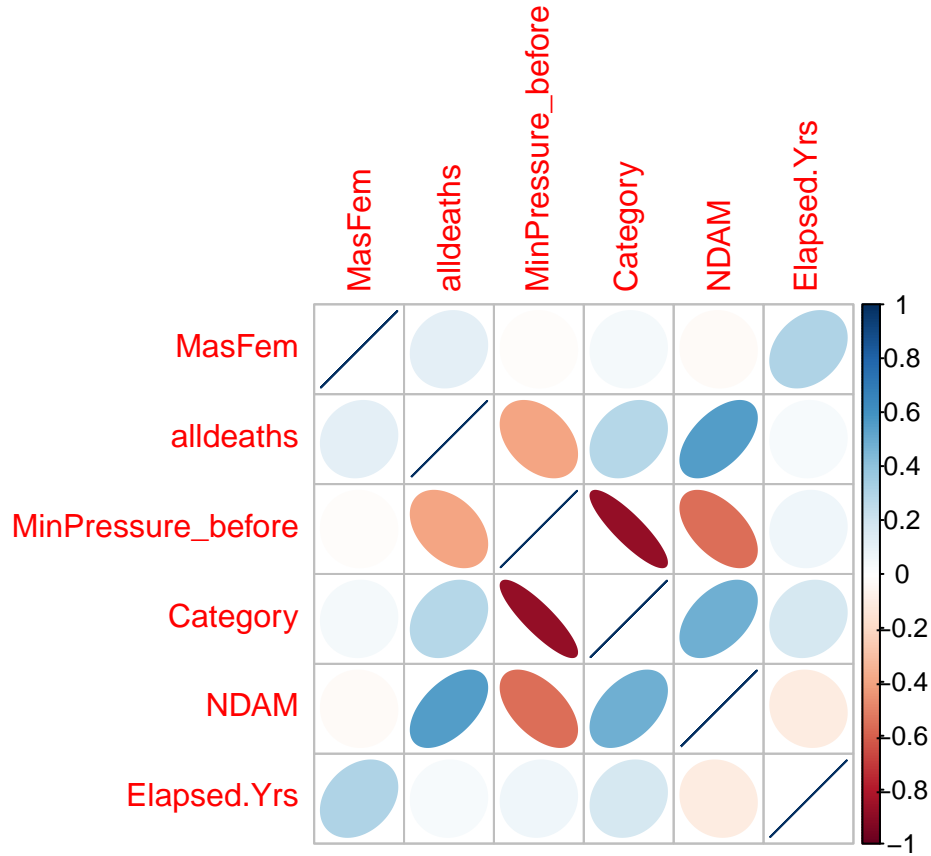 MasFem
alldeaths
MinPressure_before
Category
NDAM
Elapsed.Yrs
MasFem
alldeaths
MinPressure_before
Category
NDAM
Elapsed.Yrs
1
0.8
0.6
0.4
0.2
0
−0.2
−0.4
−0.6
−0.8
−1